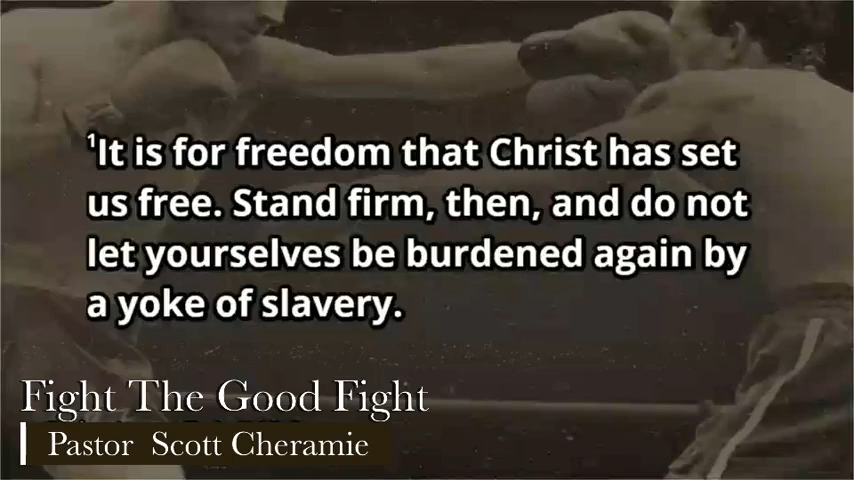 ¹It is for freedom that Christ has set
us free. Stand firm, then, and do not
let yourselves be burdened again by
a yoke of slavery.
Fight The Good Fight
Pastor Scott Cheramie